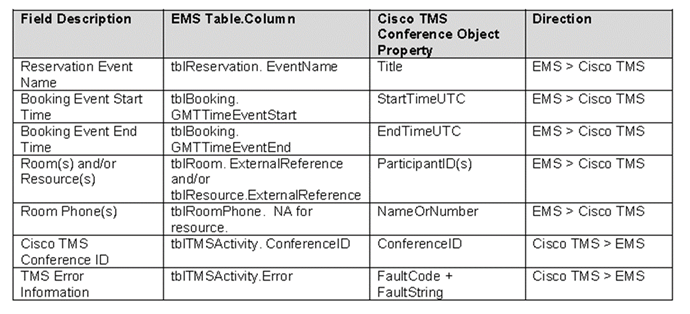 Field Description EMS Table.Column Cisco TMS Conference Object Property Direction
Reservation Event Name tblReservation. EventName Title EMS > Cisco TMS
Booking Event Start Time tblBooking. GMTTimeEventStart StartTimeUTC EMS > Cisco TMS
Booking Event End Time tblBooking. GMTTimeEventEnd EndTimeUTC EMS > Cisco TMS
Room(s) and/or Resource(s) tblRoom. ExternalReference and/or tblResource.ExternalReference ParticipantID(s) EMS > Cisco TMS
Room Phone(s) tblRoomPhone. NA for resource. NameOrNumber EMS > Cisco TMS
Cisco TMS Conference ID tblTMSActivity. ConferenceID ConferenceID Cisco TMS > EMS
TMS Error Information tblTMSActivity.Error FaultCode + FaultString Cisco TMS > EMS